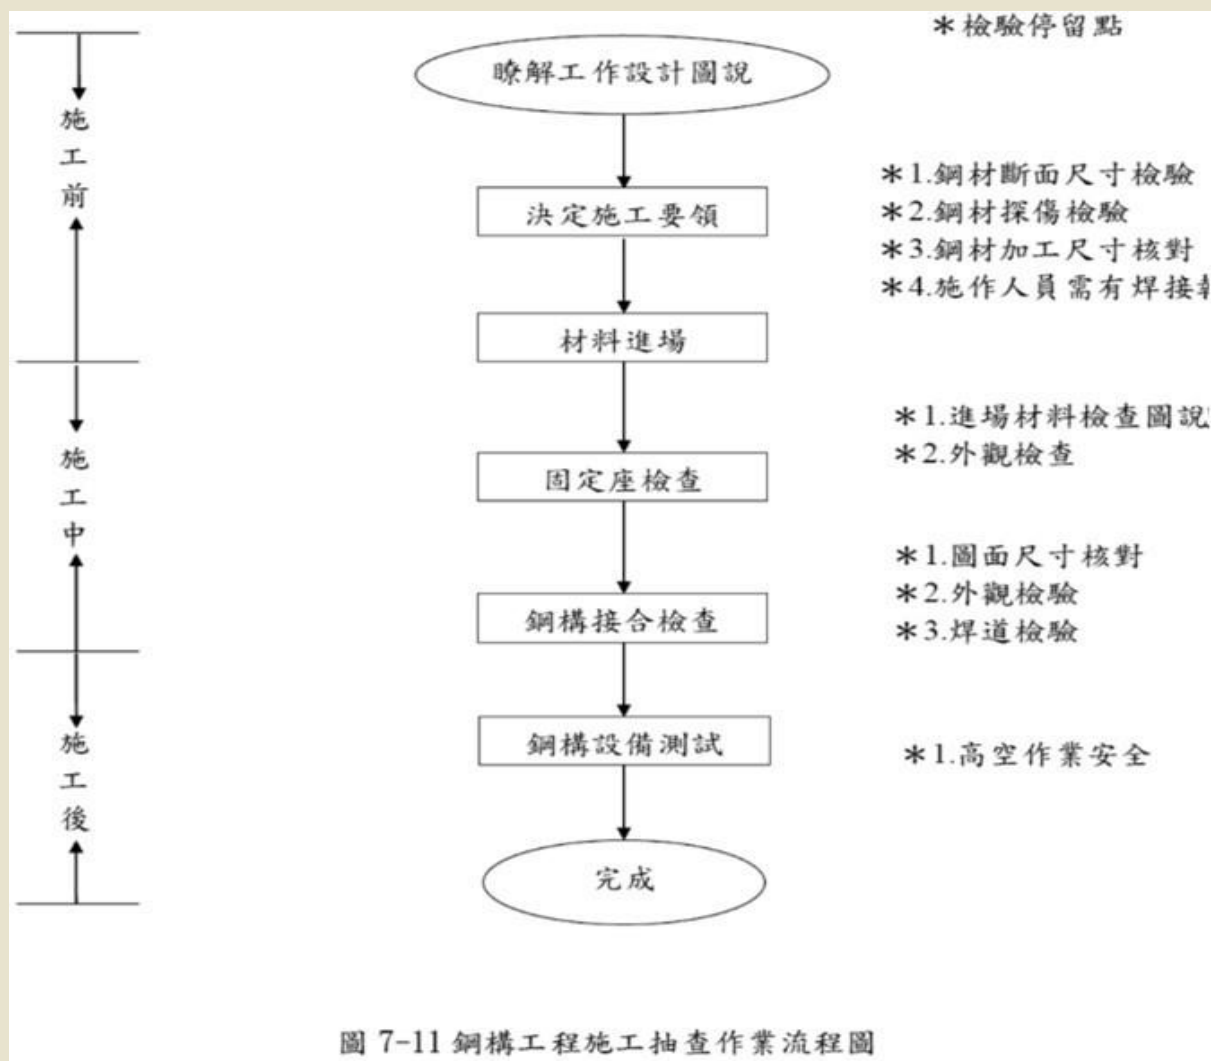 ＊檢驗停留點
瞭解工作設計圖說
施工前
決定施工要領
＊1.鋼材斷面尺寸檢驗
＊2.鋼材探傷檢驗
＊3.鋼材加工尺寸核對
＊4.施作人員需有焊接
材料進場
施工中
＊1.進場材料檢查圖說
＊2.外觀檢查
固定座檢查
＊1.圖面尺寸核對
＊2.外觀檢驗
＊3.焊道檢驗
鋼構接合檢查
施工後
鋼構設備測試
＊1.高空作業安全
完成
圖 7-11 鋼構工程施工抽查作業流程圖